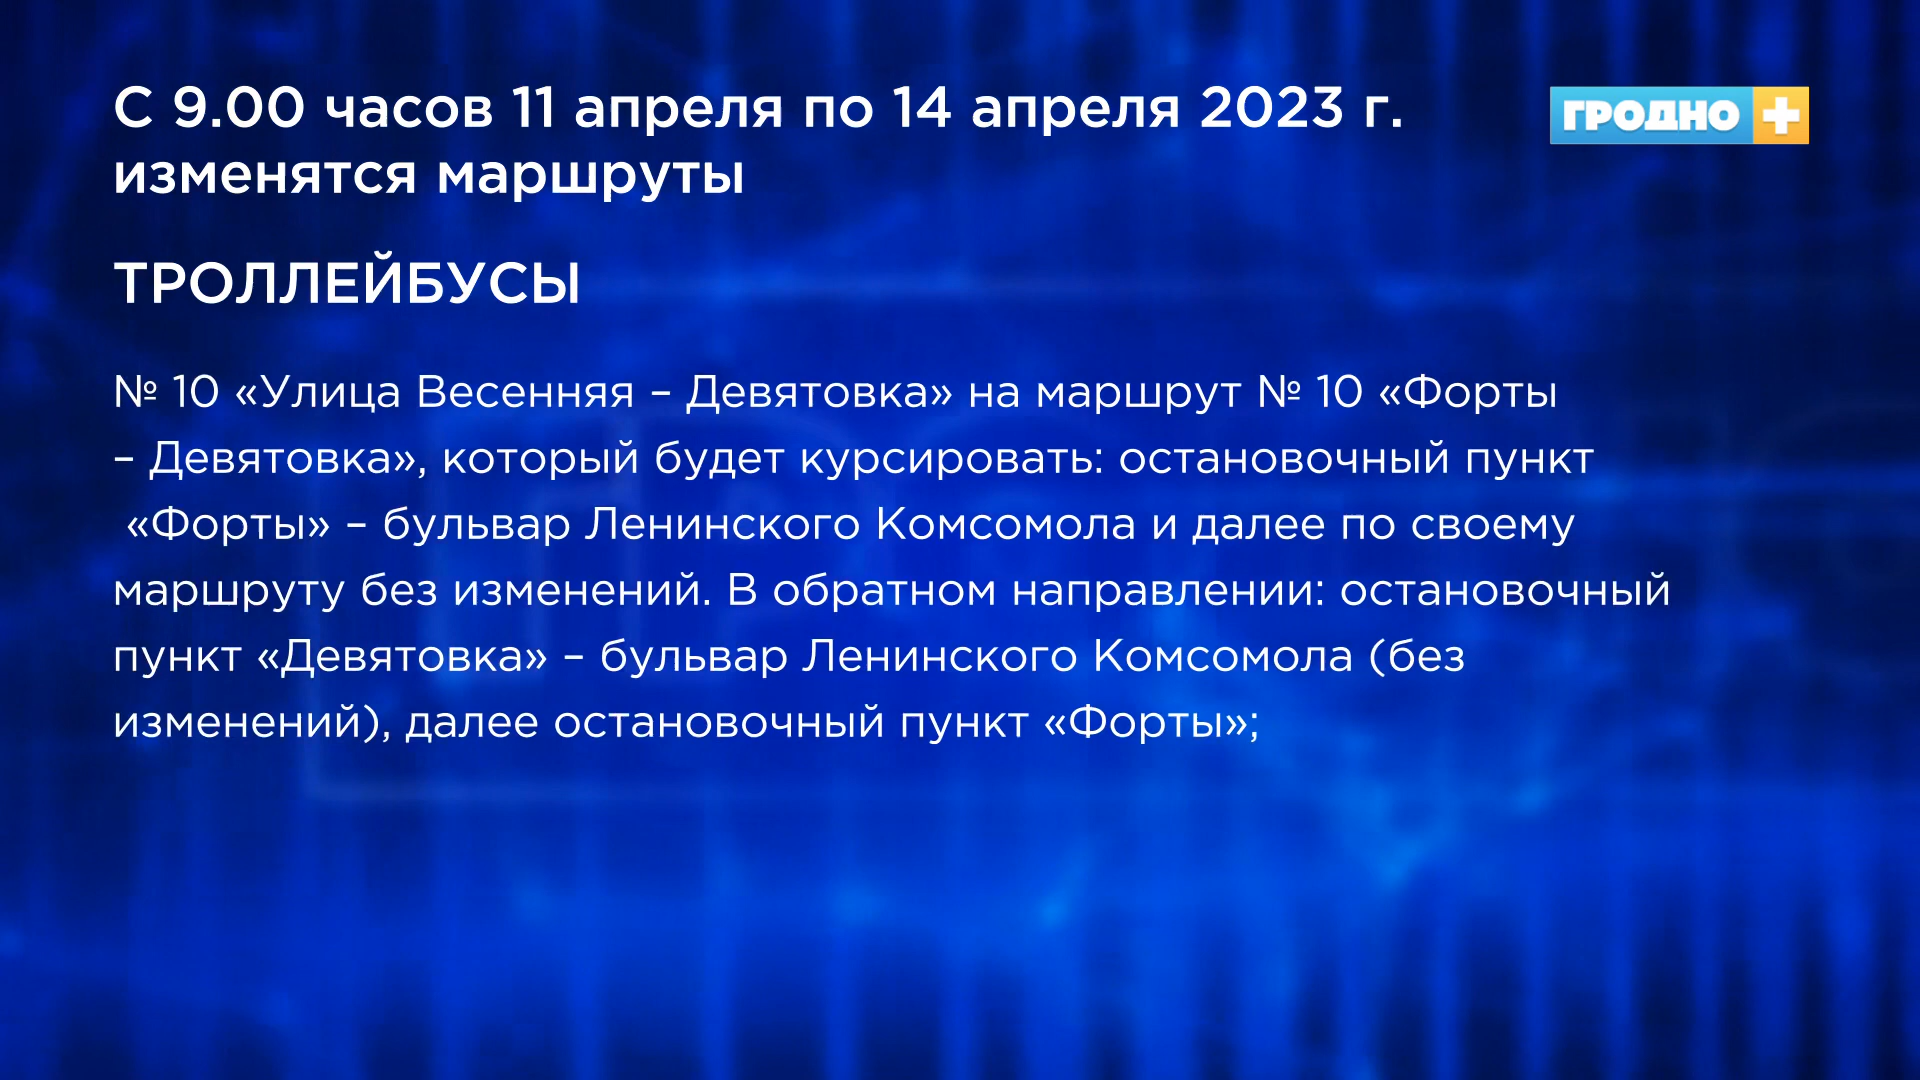 С 9.00 часов 11 апреля по 14 апреля 2023 г.
изменятся маршруты
ГРОДНО +
ТРОЛЛЕЙБУСЫ
№ 10 «Улица Весенняя – Девятовка» на маршрут № 10 «Форты
– Девятовка», который будет курсировать: остановочный пункт
«Форты» – бульвар Ленинского Комсомола и далее по своему
маршруту без изменений. В обратном направлении: остановочный
пункт «Девятовка» – бульвар Ленинского Комсомола (без
изменений), далее остановочный пункт «Форты»;